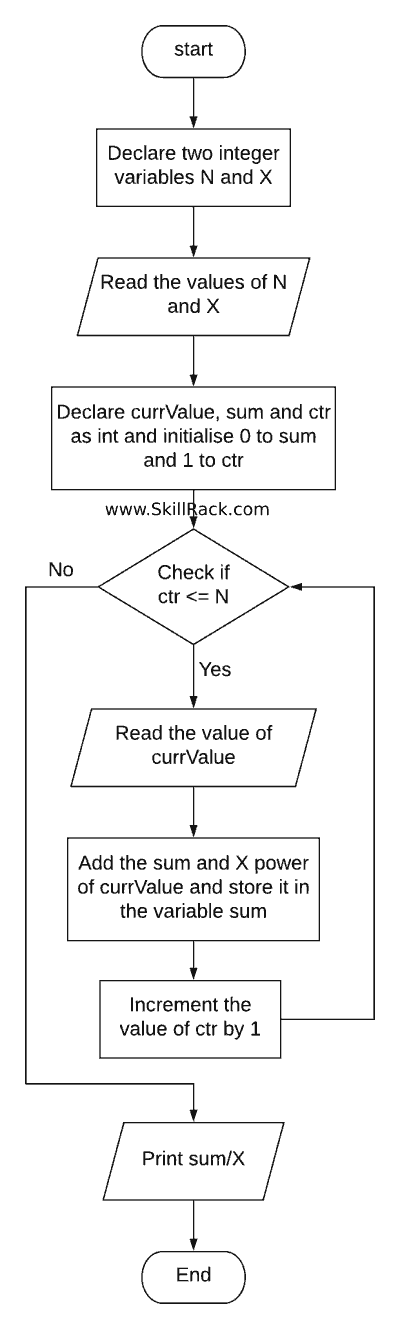 start
Declare two integer
variables N and X
Read the values of N
and X
Declare currValue, sum and ctr
as int and initialise 0 to sum
and 1 to ctr
www.SkillRack.com
Check if
ctr <= N
No
Yes
Read the value of
currValue
Add the sum and X power
of currValue and store it in
the variable sum
Increment the
value of ctr by 1
Print sum/X
End